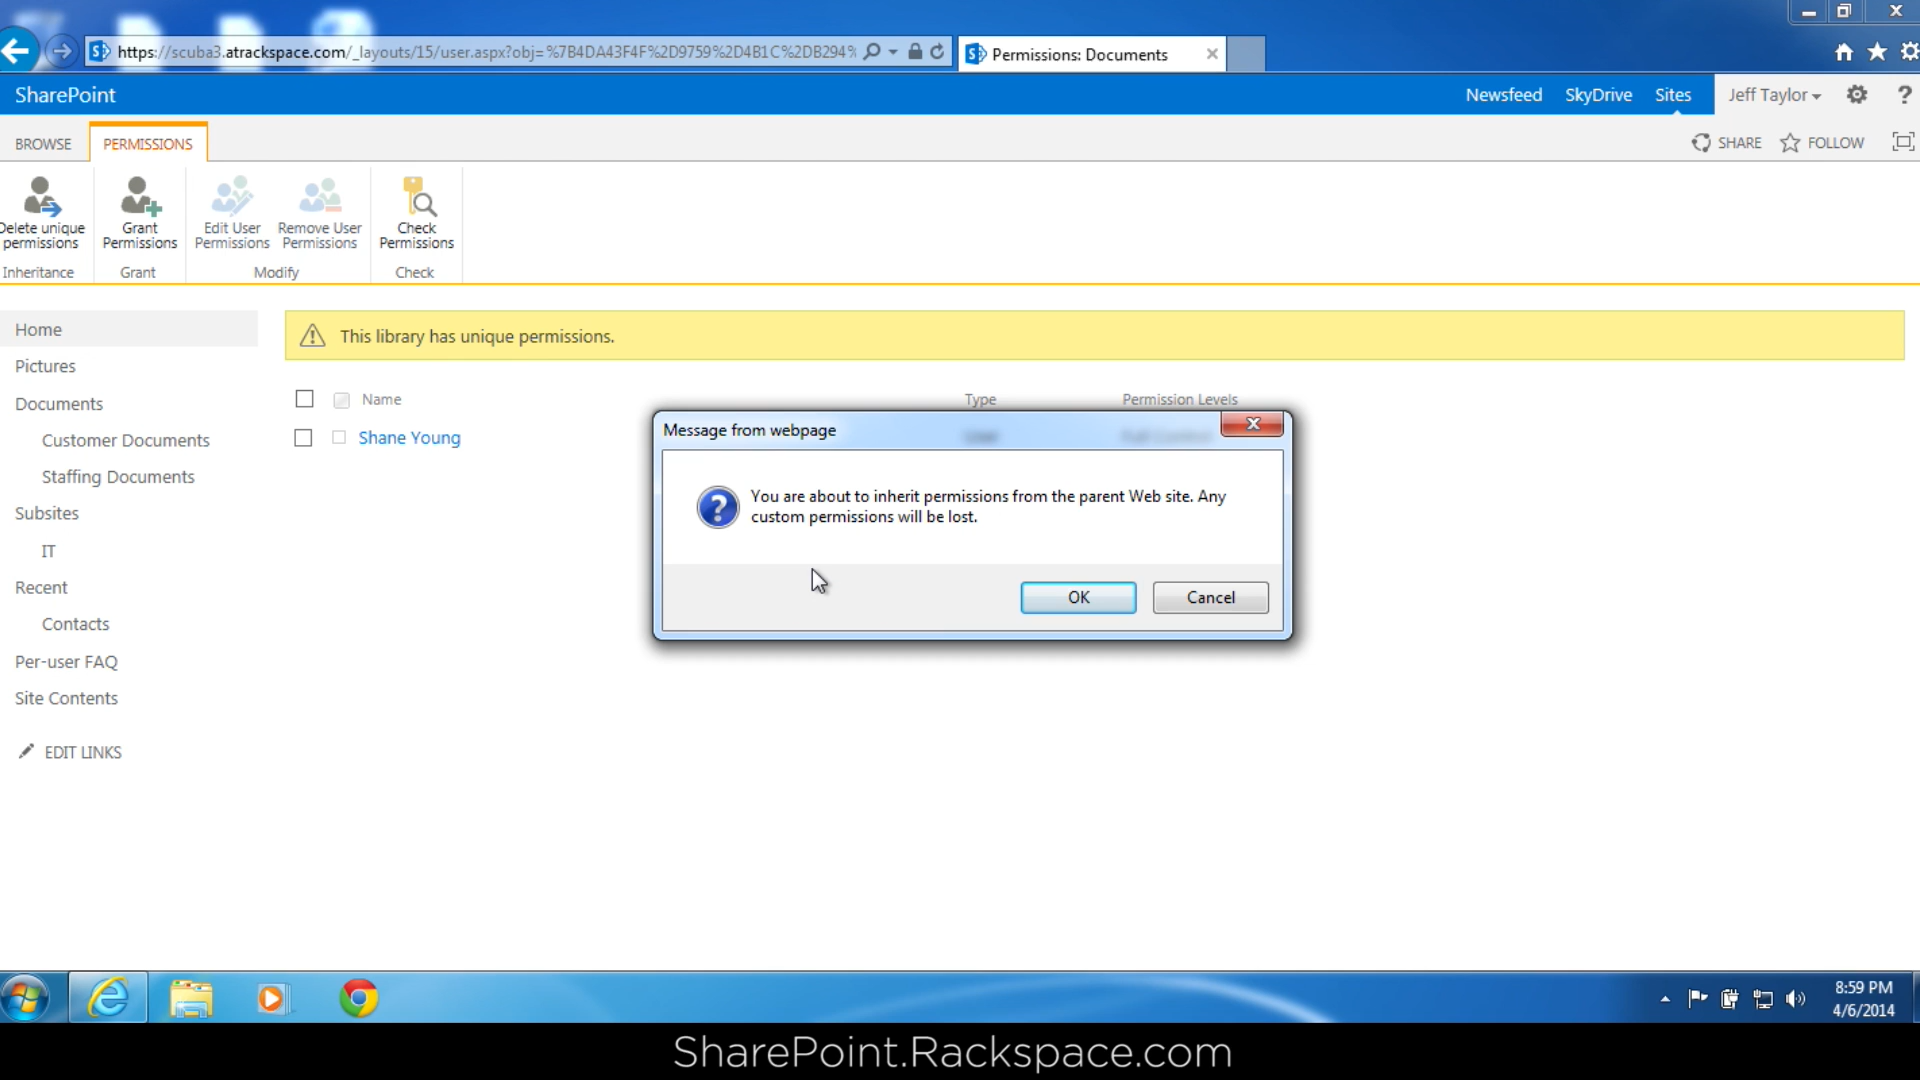 https://scuba3.atrackspace.com/_layouts/15/user.aspx?obj=%7B4DA43F4F%2D9759%2D4B1C%2DB294%
Permissions: Documents
SharePoint
Newsfeed SkyDrive Sites Jeff Taylor ?
BROWSE PERMISSIONS
SHARE FOLLOW
Delete unique permissions
Grant Permissions
Edit User Permissions
Remove User Permissions
Check Permissions
Inheritance Grant Modify Check
Home
Pictures
Documents
Customer Documents
Staffing Documents
Subsites
IT
Recent
Contacts
Per-user FAQ
Site Contents
EDIT LINKS
This library has unique permissions.
Name Type Permission Levels
Shane Young
Message from webpage
You are about to inherit permissions from the parent Web site. Any
custom permissions will be lost.
OK Cancel
8:59 PM
4/6/2014
SharePoint.Rackspace.com